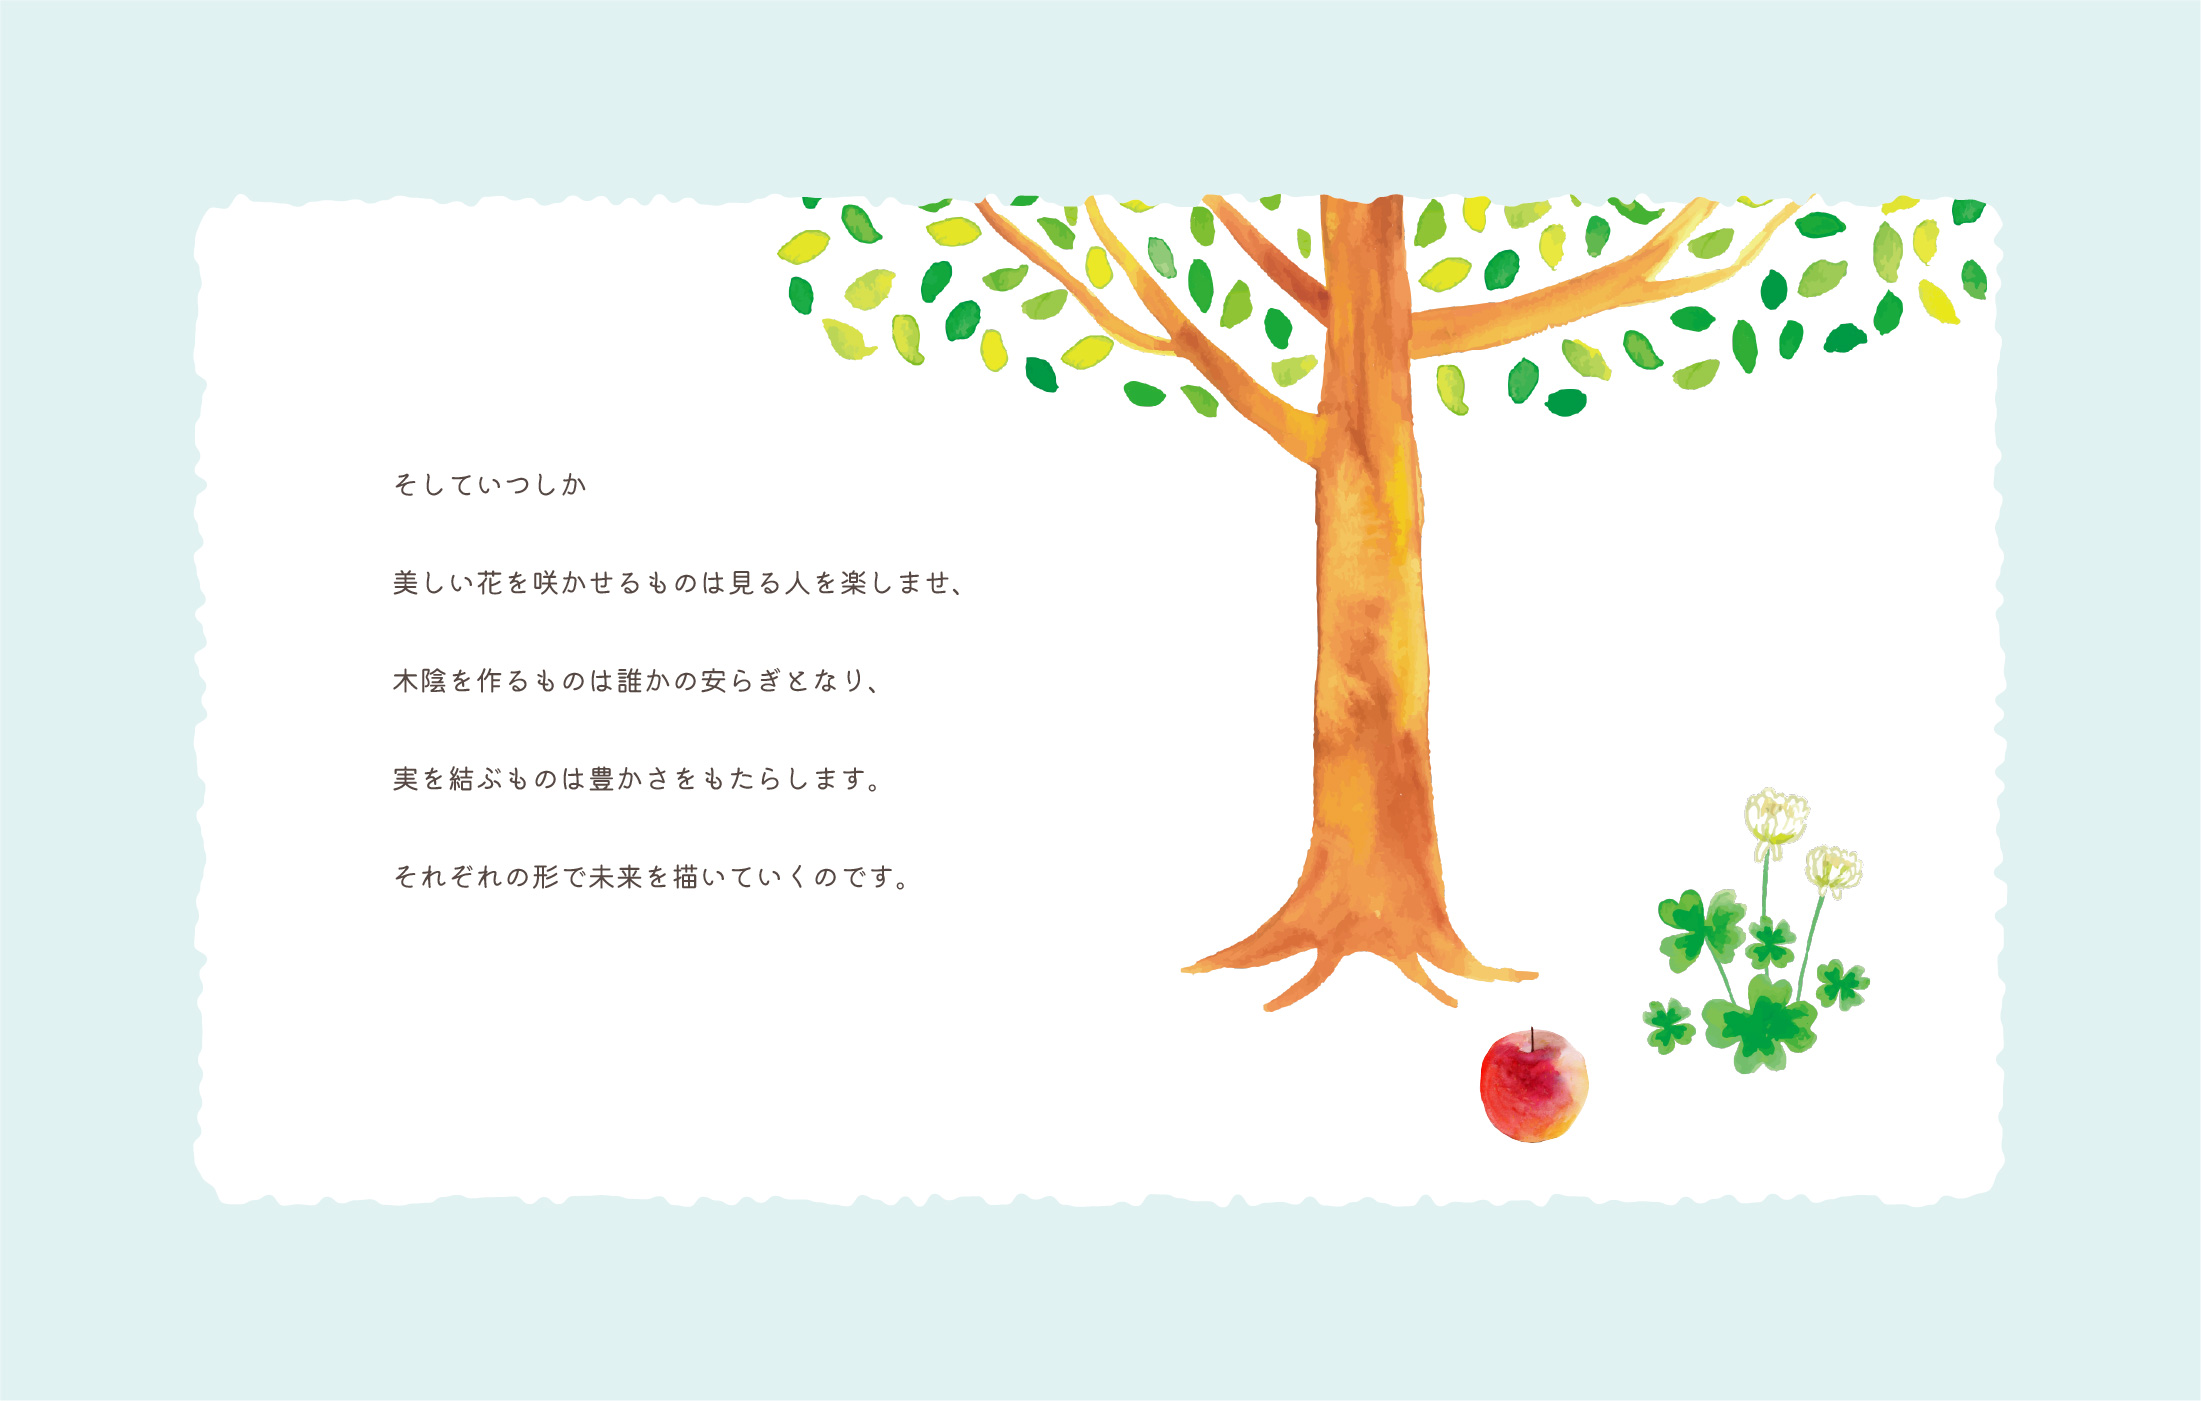 そしていつしか
美しい花を咲かせるものは見る人を楽しませ、
木陰を作るものは誰かの安らぎとなり、
実を結ぶものは豊かさをもたらします。
それぞれの形で未来を描いていくのです。